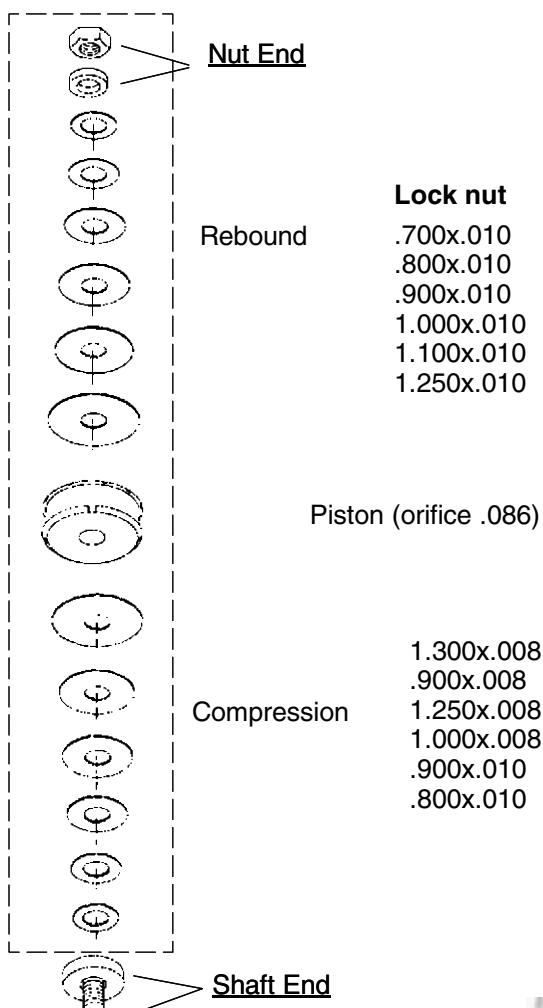 Nut End
Lock nut
Rebound
.700x.010
.800x.010
.900x.010
1.000x.010
1.100x.010
1.250x.010
Piston (orifice .086)
Compression
1.300x.008
.900x.008
1.250x.008
1.000x.008
.900x.010
.800x.010
Shaft End